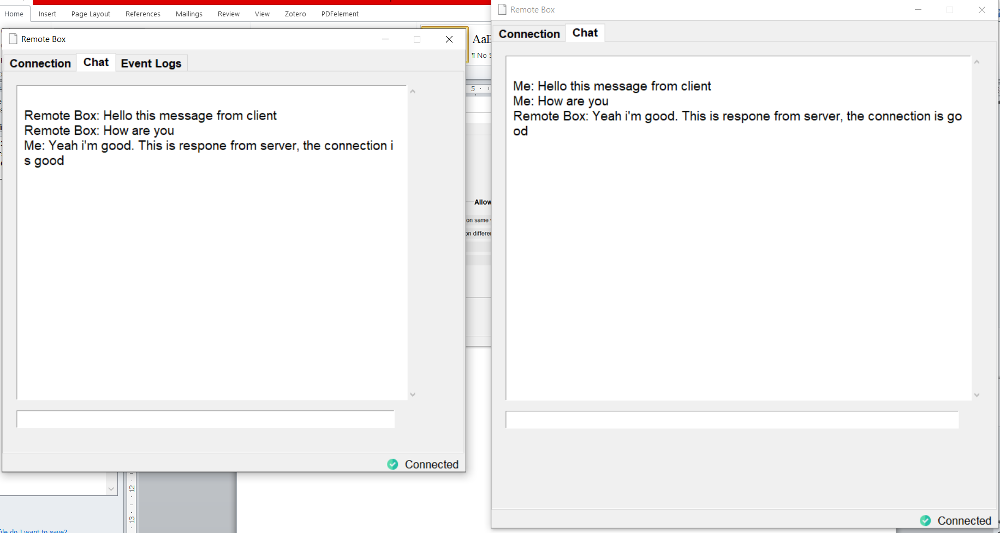 Home Insert Page Layout References Mailings Review View Zotero PDFelement
Remote Box
Connection Chat Event Logs
Remote Box: Hello this message from client
Remote Box: How are you
Me: Yeah i'm good. This is respone from server, the connection i
s good
Connected
AaB
¶ No S
5
Allow
on same
on differen
12
13
file do I want to save?
Remote Box
Connection Chat
Me: Hello this message from client
Me: How are you
Remote Box: Yeah i'm good. This is respone from server, the connection is go
od
Connected